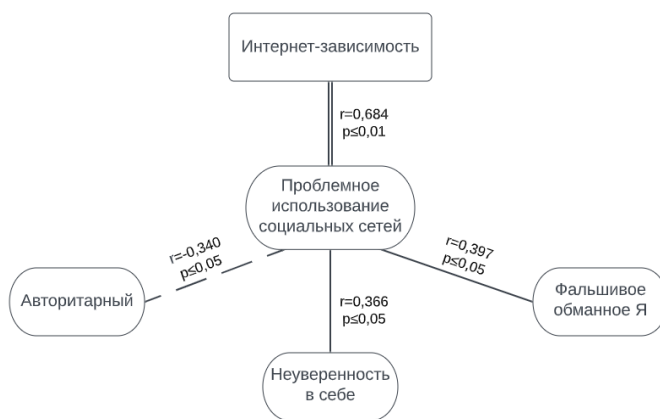 Интернет-зависимость
r=0,684
p≤0,01
Проблемное
использование
социальных сетей
r=-0,340
p≤0,05
r=0,397
p≤0,05
Авторитарный
r=0,366
p≤0,05
Фальшивое
обманное Я
Неуверенность
в себе